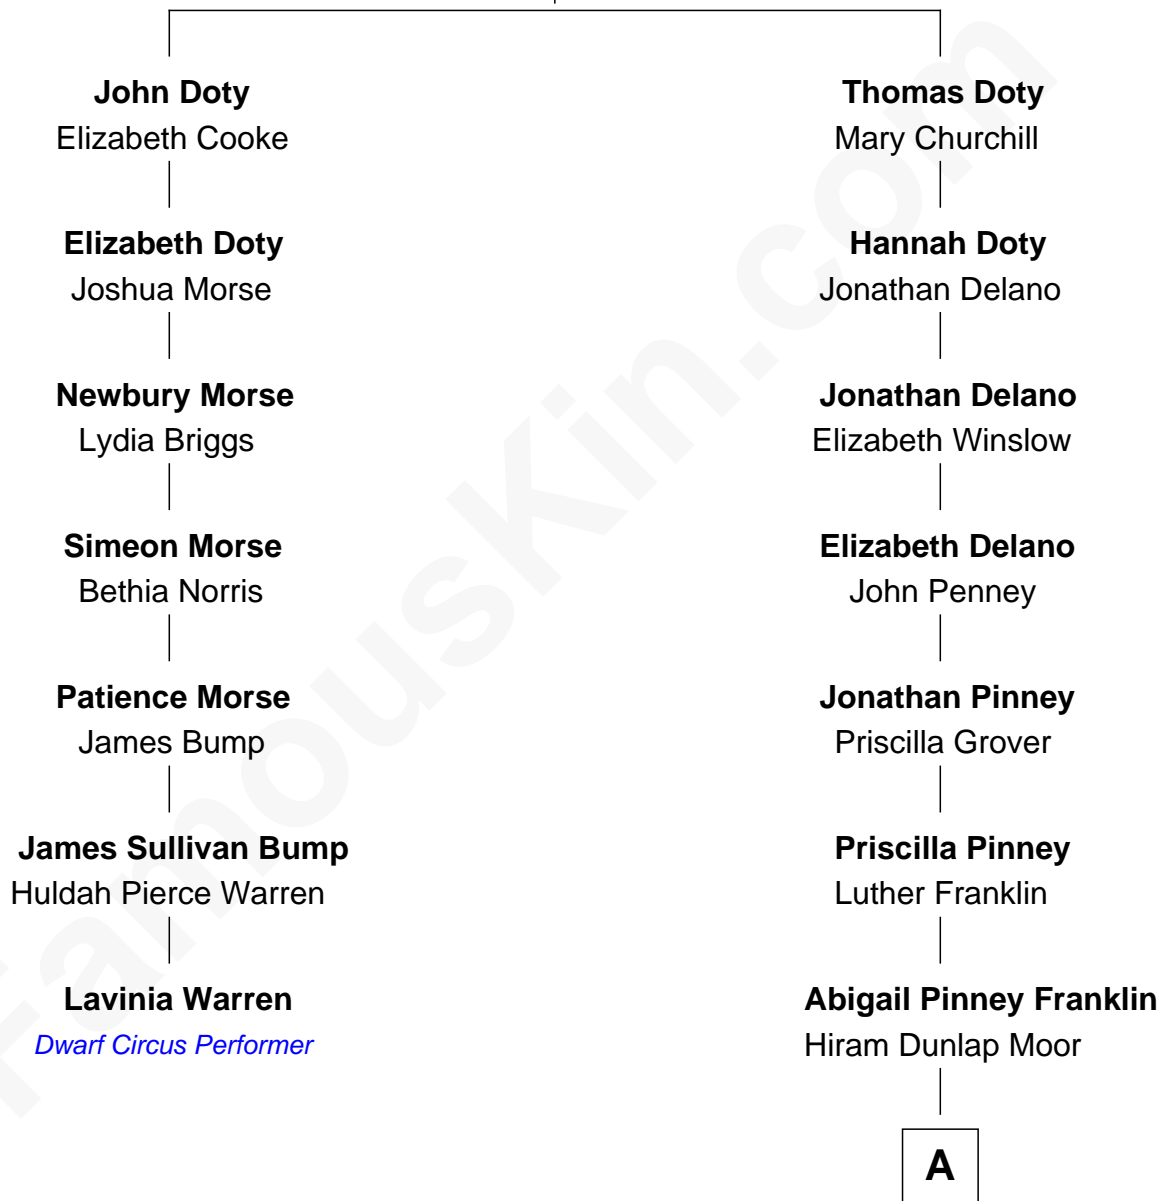 John Doty
Elizabeth Cooke
Elizabeth Doty
Joshua Morse
Newbury Morse
Lydia Briggs
Simeon Morse
Bethia Norris
Patience Morse
James Bump
James Sullivan Bump
Huldah Pierce Warren
Lavinia Warren
Dwarf Circus Performer
Thomas Doty
Mary Churchill
Hannah Doty
Jonathan Delano
Jonathan Delano
Elizabeth Winslow
Elizabeth Delano
John Penney
Jonathan Pinney
Priscilla Grover
Priscilla Pinney
Luther Franklin
Abigail Pinney Franklin
Hiram Dunlap Moor
A
FamousKin.com